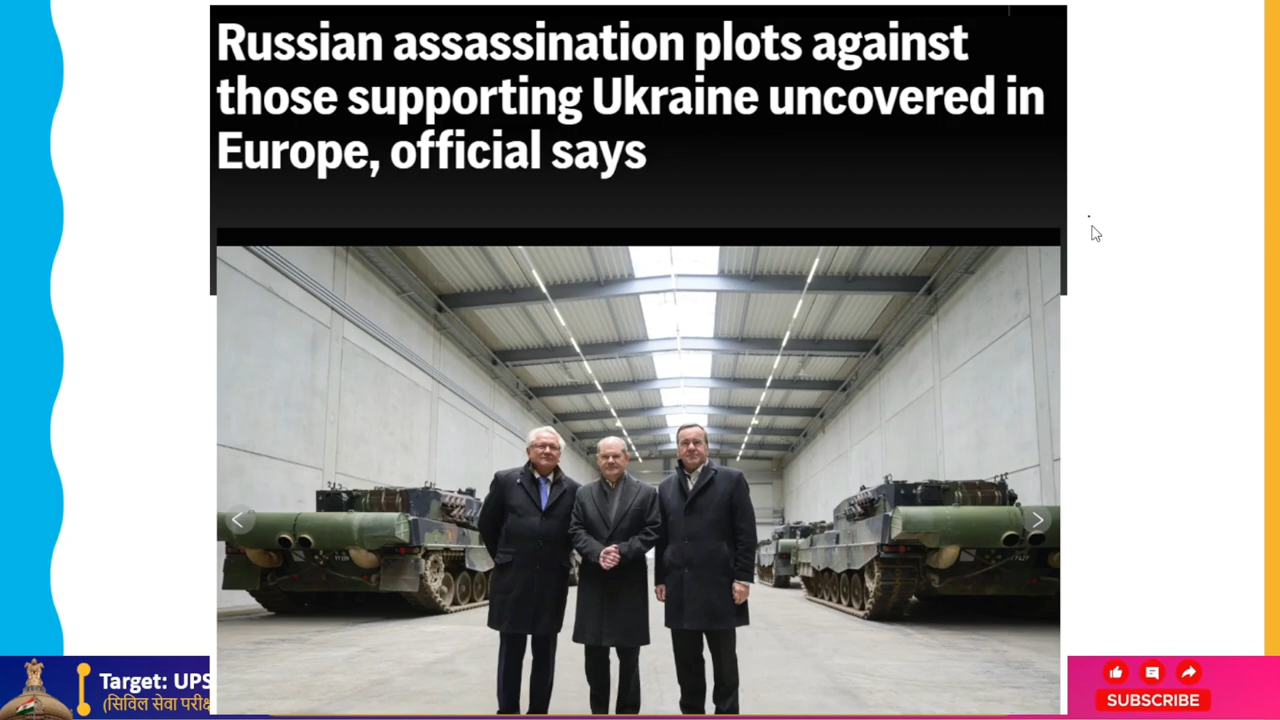 Russian assassination plots against
those supporting Ukraine uncovered in
Europe, official says
Target: UPS
(सिविल सेवा परीक्ष
SUBSCRIBE